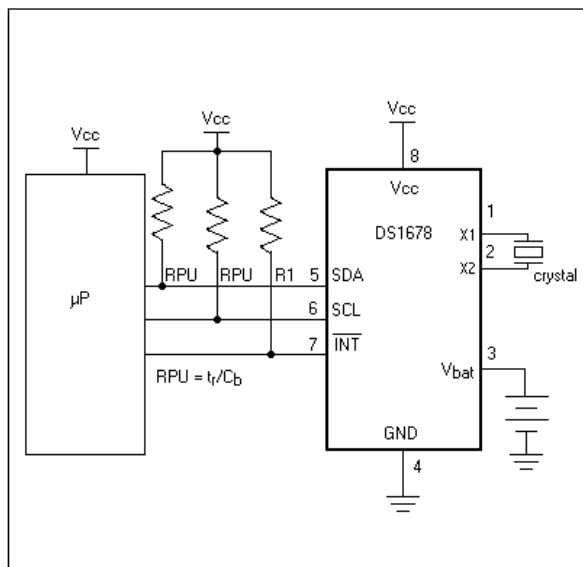 Vcc
Vcc
Vcc
8
Vcc
DS1678
1
X1
2
X2
crystal
µP
RPU
RPU
R1
5
SDA
6
SCL
7
INT
RPU = tr/Cb
3
Vbat
GND
4